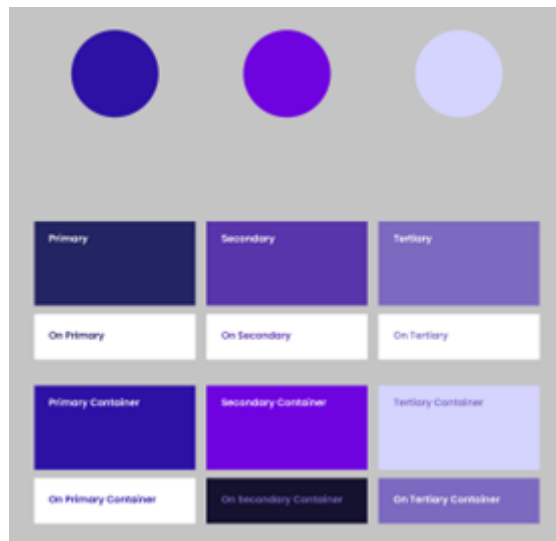 Primary
Secondary
Tertiary
On Primary
On Secondary
On Tertiary
Primary Container
Secondary Container
Tertiary Container
On Primary Container
On Secondary Container
On Tertiary Container